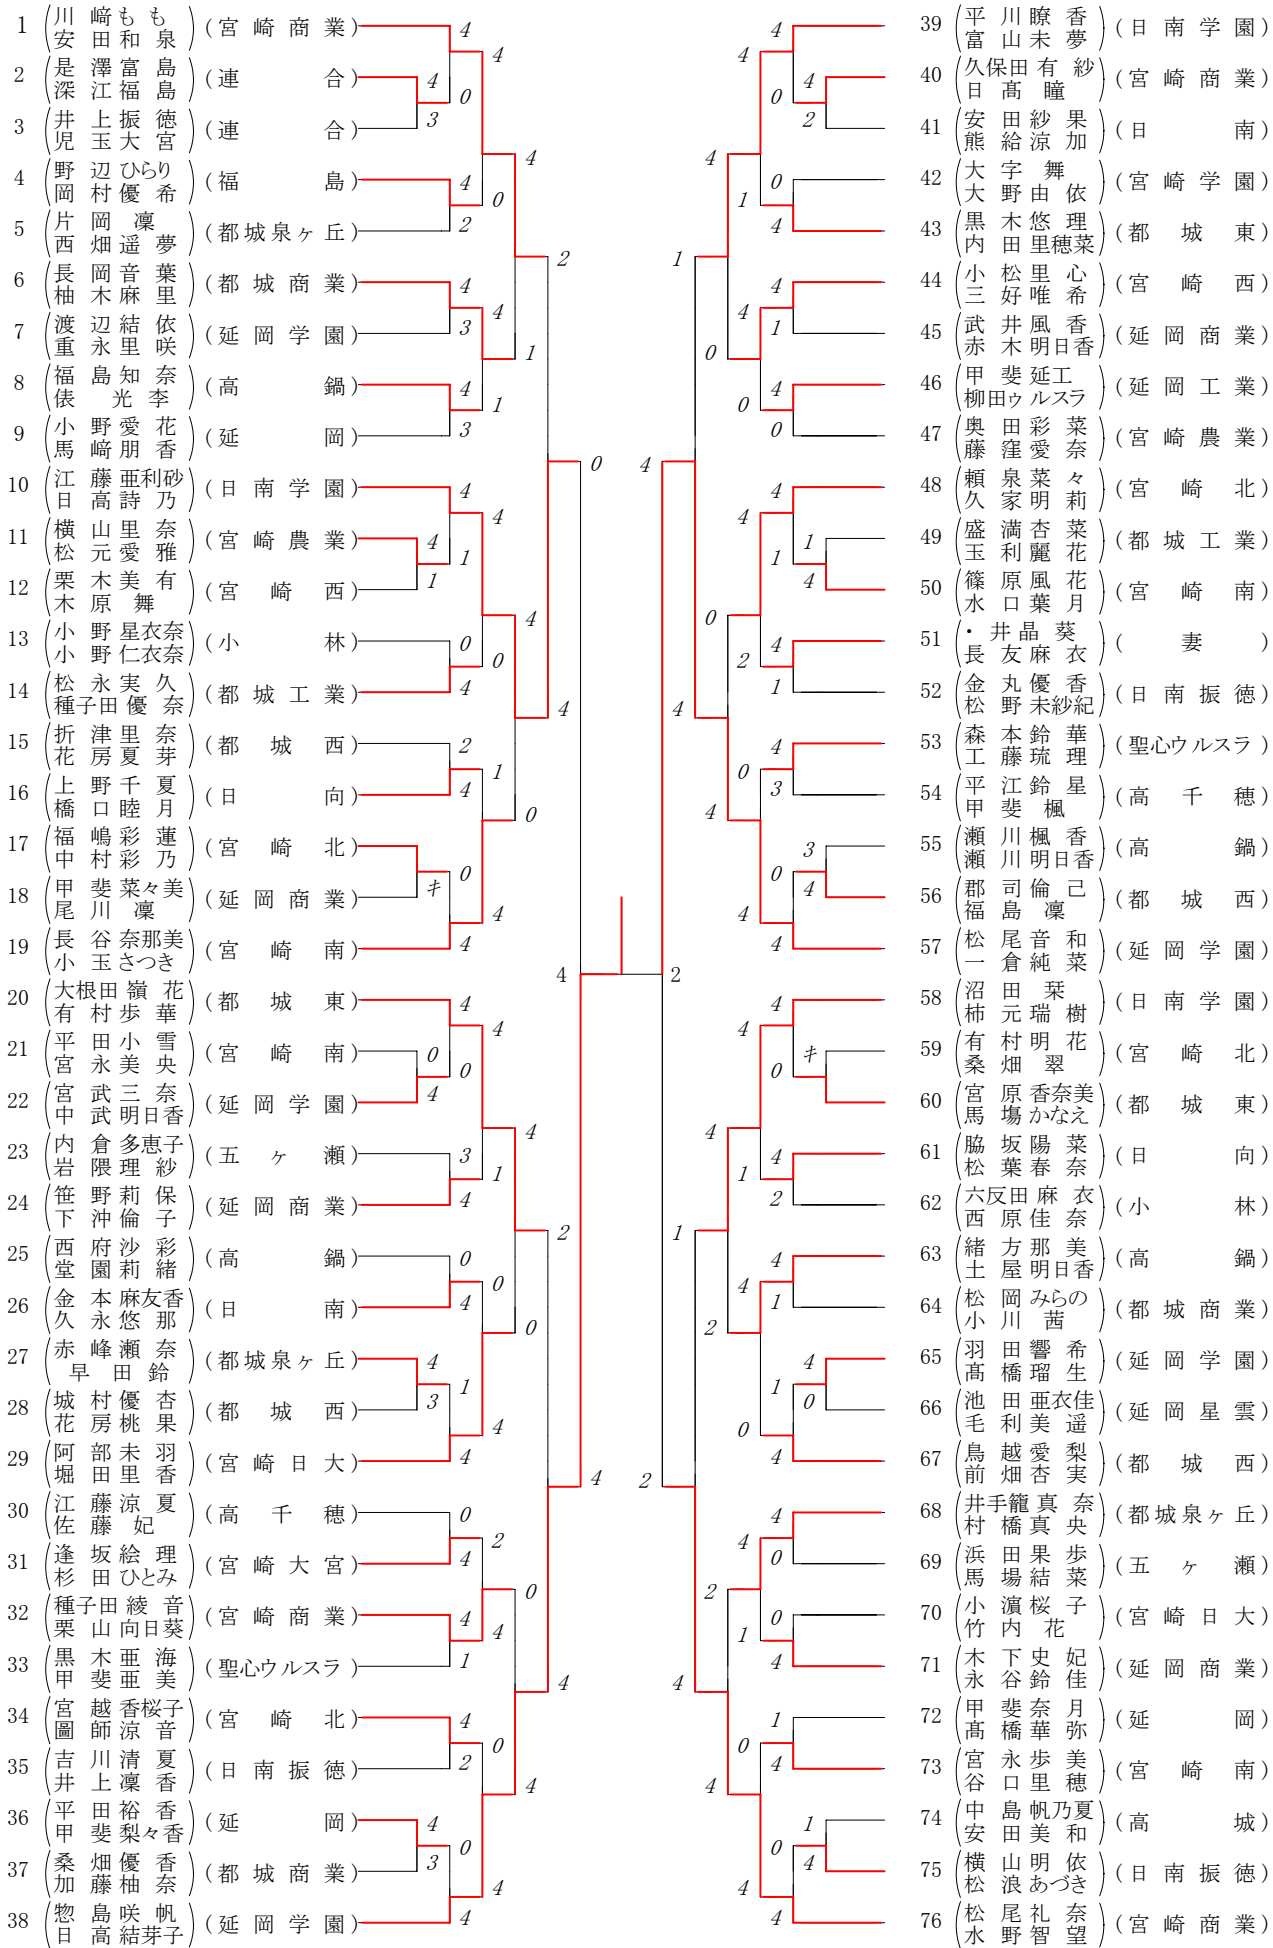 1 (川﨑もも 安田和泉) (宮崎商業)
2 (是澤富島 深江福島) (連合)
3 (井上振徳 児玉大宮) (連合)
4 (野辺ひらり 岡村優希) (福島)
5 (片岡凜 西畑遥夢) (都城泉ヶ丘)
6 (長岡音葉 柚木麻里) (都城商業)
7 (渡辺結依 重永里咲) (延岡学園)
8 (福島知奈 俵光李) (高鍋)
9 (小野愛花 馬﨑朋香) (延岡)
10 (江藤亜利砂 日高詩乃) (日南学園)
11 (横山里奈 松元愛雅) (宮崎農業)
12 (栗木美有 木原舞) (宮崎西)
13 (小野星衣奈 小野仁衣奈) (小林)
14 (松永実久 種子田優奈) (都城工業)
15 (折津里奈 花房夏芽) (都城西)
16 (上野千夏 橋口睦月) (日向)
17 (福嶋彩蓮 中村彩乃) (宮崎北)
18 (甲斐菜々美 尾川凜) (延岡商業)
19 (長谷奈那美 小玉さつき) (宮崎南)
20 (大根田嶺花 有村歩華) (都城東)
21 (平田小雪 宮永美央) (宮崎南)
22 (宮武三奈 中武明日香) (延岡学園)
23 (内倉多恵子 岩隈理紗) (五ヶ瀬)
24 (笹野莉保 下沖倫子) (延岡商業)
25 (西府沙彩 堂園莉緒) (高鍋)
26 (金本麻友香 久永悠那) (日南)
27 (赤峰瀬奈 早田鈴) (都城泉ヶ丘)
28 (城村優杏 花房桃果) (都城西)
29 (阿部未羽 堀田里香) (宮崎日大)
30 (江藤涼夏 佐藤妃) (高千穂)
31 (逢坂絵理 杉田ひとみ) (宮崎大宮)
32 (種子田綾音 栗山向日葵) (宮崎商業)
33 (黒木亜海 甲斐亜美) (聖心ウルスラ)
34 (宮越香桜子 圖師涼音) (宮崎北)
35 (吉川清夏 井上凜香) (日南振徳)
36 (平田裕香 甲斐梨々香) (延岡)
37 (桑畑優香 加藤柚奈) (都城商業)
38 (惣島咲帆 日高結芽子) (延岡学園)
39 (平川瞭香 富山未夢) (日南学園)
40 (久保田有紗 日髙瞳) (宮崎商業)
41 (安田紗果 熊給涼加) (日南)
42 (大字舞 大野由依) (宮崎学園)
43 (黒木悠理 内田里穂菜) (都城東)
44 (小松里心 三好唯希) (宮崎西)
45 (武井風香 赤木明日香) (延岡商業)
46 (甲斐延工 柳田ゥルスラ) (延岡工業)
47 (奥田彩菜 藤窪愛奈) (宮崎農業)
48 (頼泉菜々 久家明莉) (宮崎北)
49 (盛満杏菜 玉利麗花) (都城工業)
50 (篠原風花 水口葉月) (宮崎南)
51 (・井晶葵 長友麻衣) (妻)
52 (金丸優香 松野未紗紀) (日南振徳)
53 (森本鈴華 工藤琉理) (聖心ウルスラ)
54 (平江鈴星 甲斐楓) (高千穂)
55 (瀬川楓香 瀬川明日香) (高鍋)
56 (郡司倫己 福島凜) (都城西)
57 (松尾音和 一倉純菜) (延岡学園)
58 (沼田栞 柿元瑞樹) (日南学園)
59 (有村明花 桑畑翠) (宮崎北)
60 (宮原香奈美 馬場かなえ) (都城東)
61 (脇坂陽菜 松葉春奈) (日向)
62 (六反田麻衣 西原佳奈) (小林)
63 (緒方那美 土屋明日香) (高鍋)
64 (松岡みらの 小川茜) (都城商業)
65 (羽田響希 髙橋瑠生) (延岡学園)
66 (池田亜衣佳 毛利美遥) (延岡星雲)
67 (鳥越愛梨 前畑杏実) (都城西)
68 (井手籠真奈 村橋真央) (都城泉ヶ丘)
69 (浜田果歩 馬場結菜) (五ヶ瀬)
70 (小濵桜子 竹内花) (宮崎日大)
71 (木下史妃 永谷鈴佳) (延岡商業)
72 (甲斐奈月 髙橋華弥) (延岡)
73 (宮永歩美 谷口里穂) (宮崎南)
74 (中島帆乃夏 安田美和) (高城)
75 (横山明依 松浪あづき) (日南振徳)
76 (松尾礼奈 水野智望) (宮崎商業)